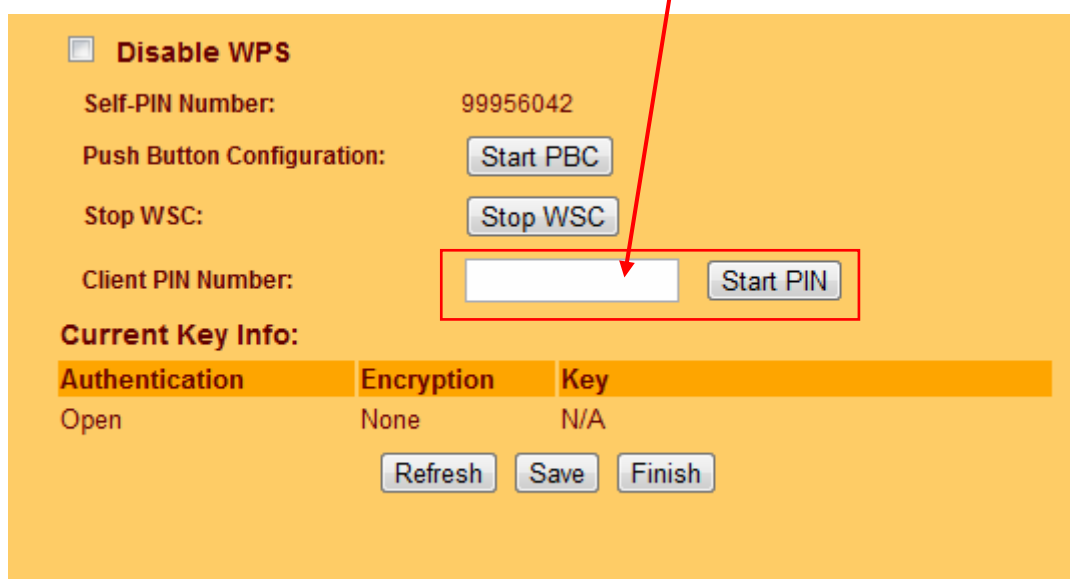 Disable WPS
Self-PIN Number: 99956042
Push Button Configuration: Start PBC
Stop WSC: Stop WSC
Client PIN Number: Start PIN
Current Key Info:
Authentication Encryption Key
Open None N/A
Refresh Save Finish